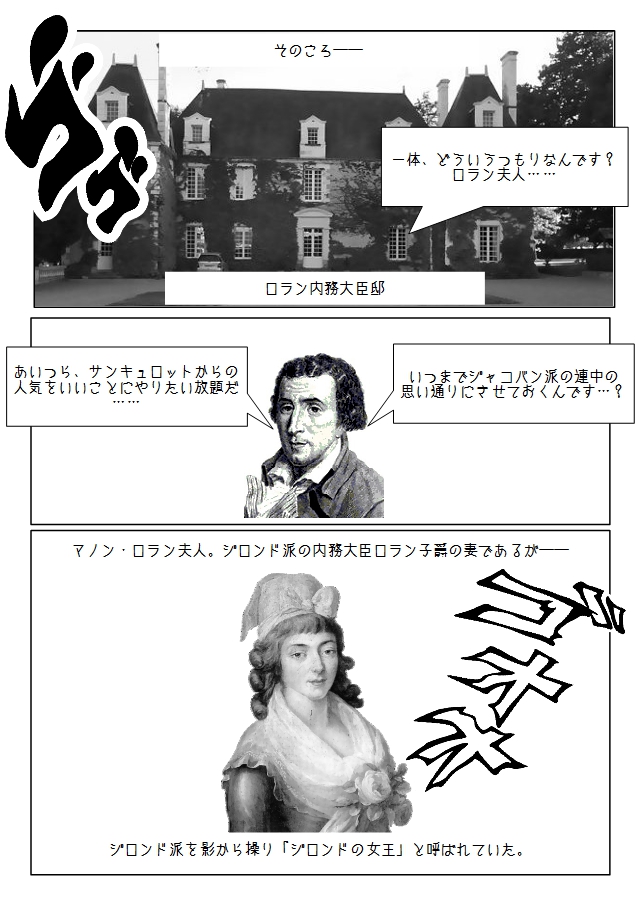 そのころ――
一体、どういうつもりなんです？
ロラン夫人……
ロラン内務大臣邸
いつまでジャコバン派の連中の
思い通りにさせておくんです…？
あいつら、サンキュロットからの
人気をいいことにやりたい放題だ
……
マノン・ロラン夫人。ジロンド派の内務大臣ロラン子爵の妻であるが――
ゴオオ
ジロンド派を影から操り「ジロンドの女王」と呼ばれていた。